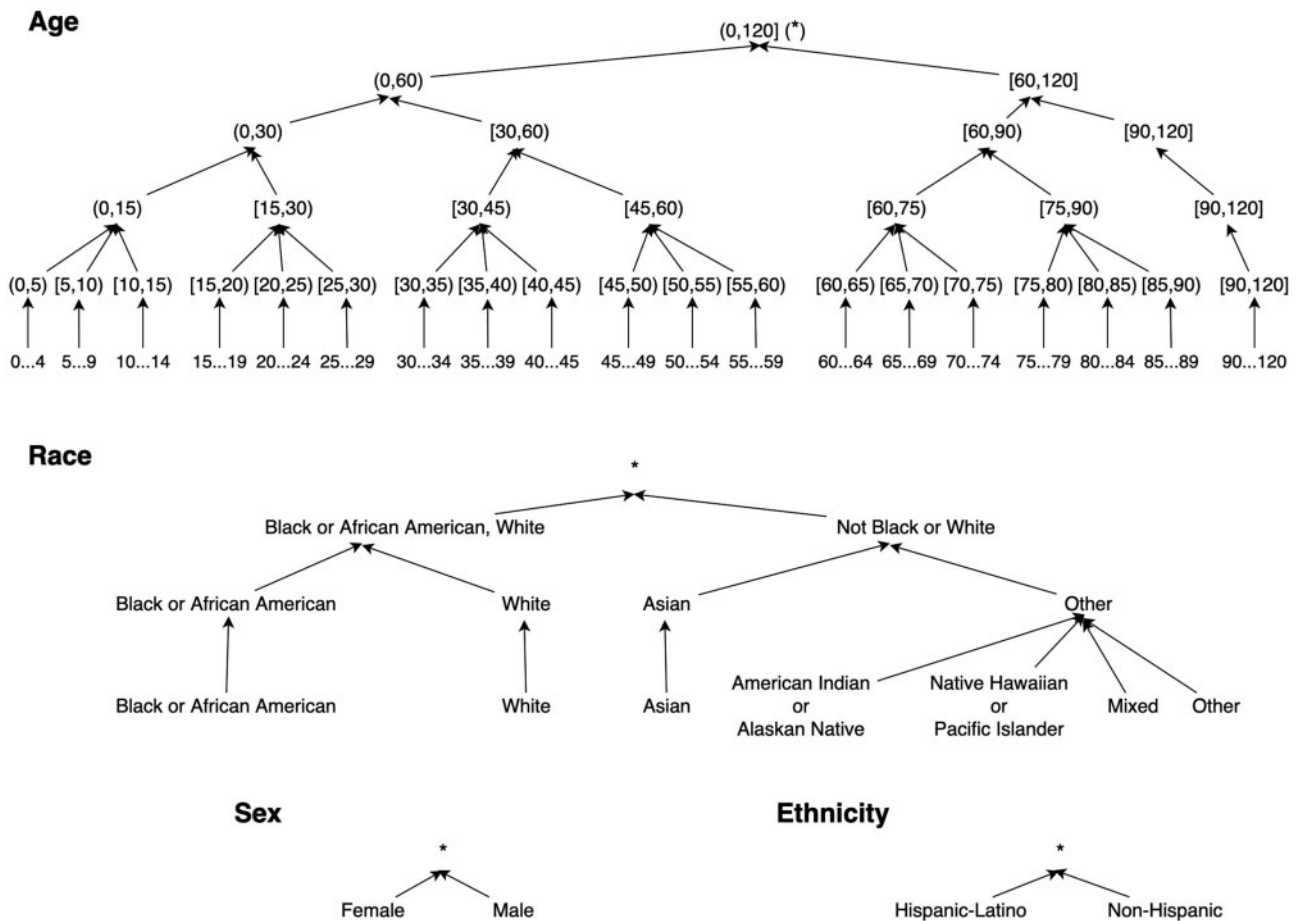 Age
(0,120] (*)
(0,60) [60,120]
(0,30) [30,60) [60,90) [90,120]
(0,15) [15,30) [30,45) [45,60) [60,75) [75,90) [90,120]
(0,5) [5,10) [10,15) [15,20) [20,25) [25,30) [30,35) [35,40) [40,45) [45,50) [50,55) [55,60) [60,65) [65,70) [70,75) [75,80) [80,85) [85,90) [90,120]
0...4 5...9 10...14 15...19 20...24 25...29 30...34 35...39 40...45 45...49 50...54 55...59 60...64 65...69 70...74 75...79 80...84 85...89 90...120
Race
*
Black or African American, White Not Black or White
Black or African American White Asian Other
Black or African American White Asian American Indian or Alaskan Native Native Hawaiian or Pacific Islander Mixed Other
Sex Ethnicity
* *
Female Male Hispanic-Latino Non-Hispanic